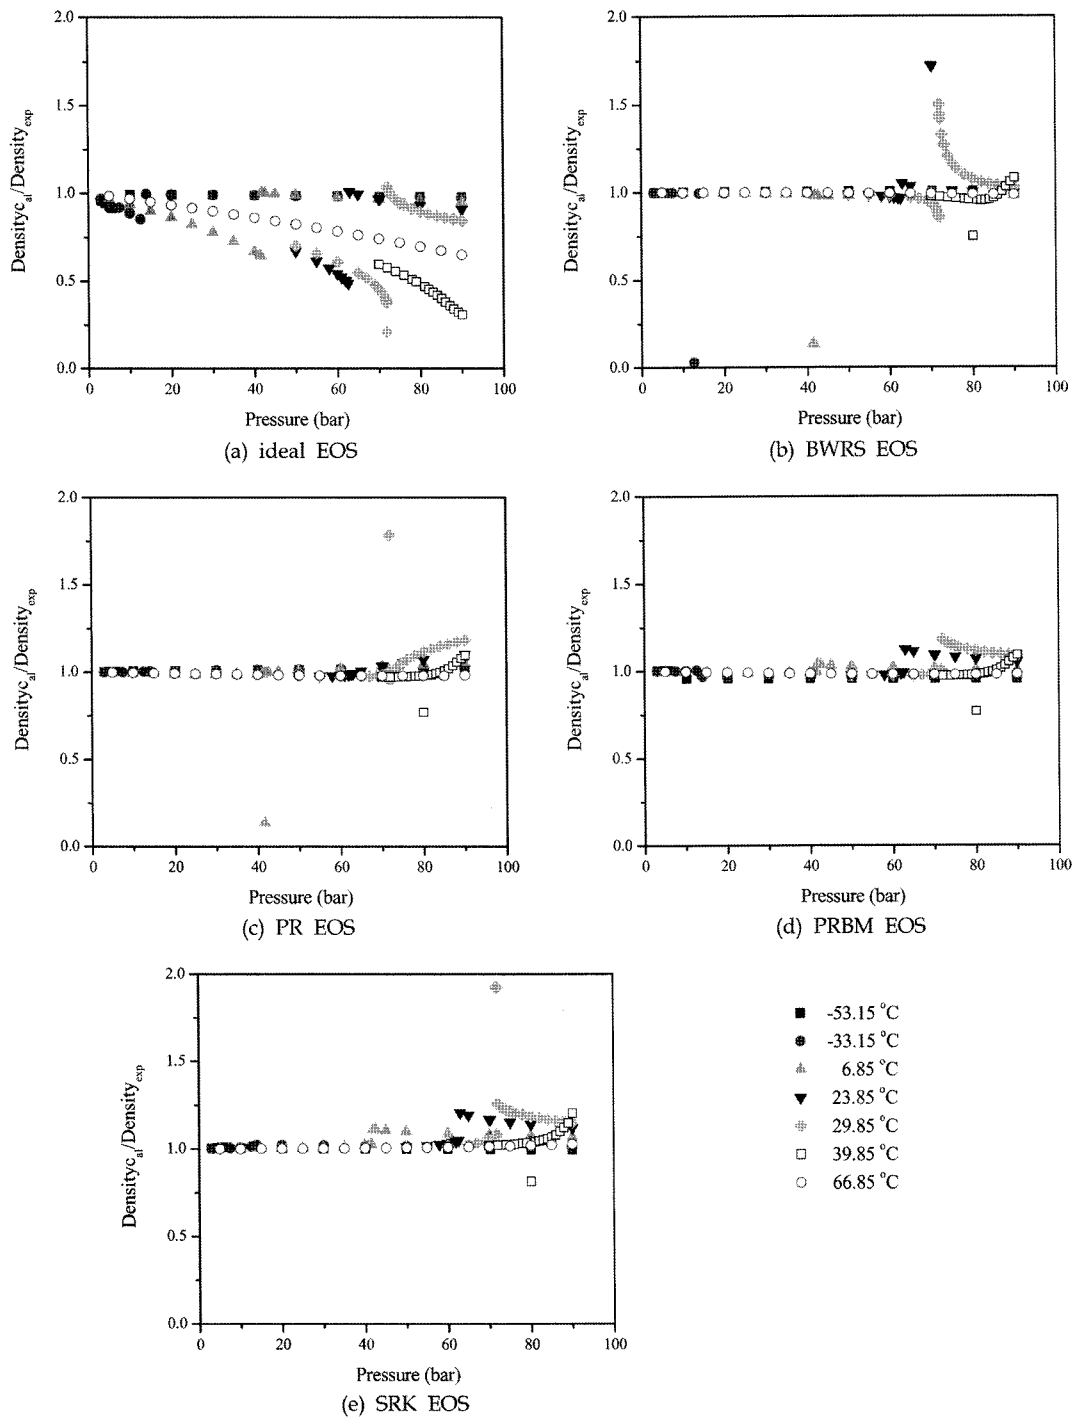 2.0
1.5
1.0
0.5
0.0
Densityc_al/Density_exp
0 20 40 60 80 100
Pressure (bar)
(a) ideal EOS
2.0
1.5
1.0
0.5
0.0
Densityc_al/Density_exp
0 20 40 60 80 100
Pressure (bar)
(b) BWRS EOS
2.0
1.5
1.0
0.5
0.0
Densityc_al/Density_exp
0 20 40 60 80 100
Pressure (bar)
(c) PR EOS
2.0
1.5
1.0
0.5
0.0
Densityc_al/Density_exp
0 20 40 60 80 100
Pressure (bar)
(d) PRBM EOS
2.0
1.5
1.0
0.5
0.0
Densityc_al/Density_exp
0 20 40 60 80 100
Pressure (bar)
(e) SRK EOS
-53.15 °C
-33.15 °C
6.85 °C
23.85 °C
29.85 °C
39.85 °C
66.85 °C